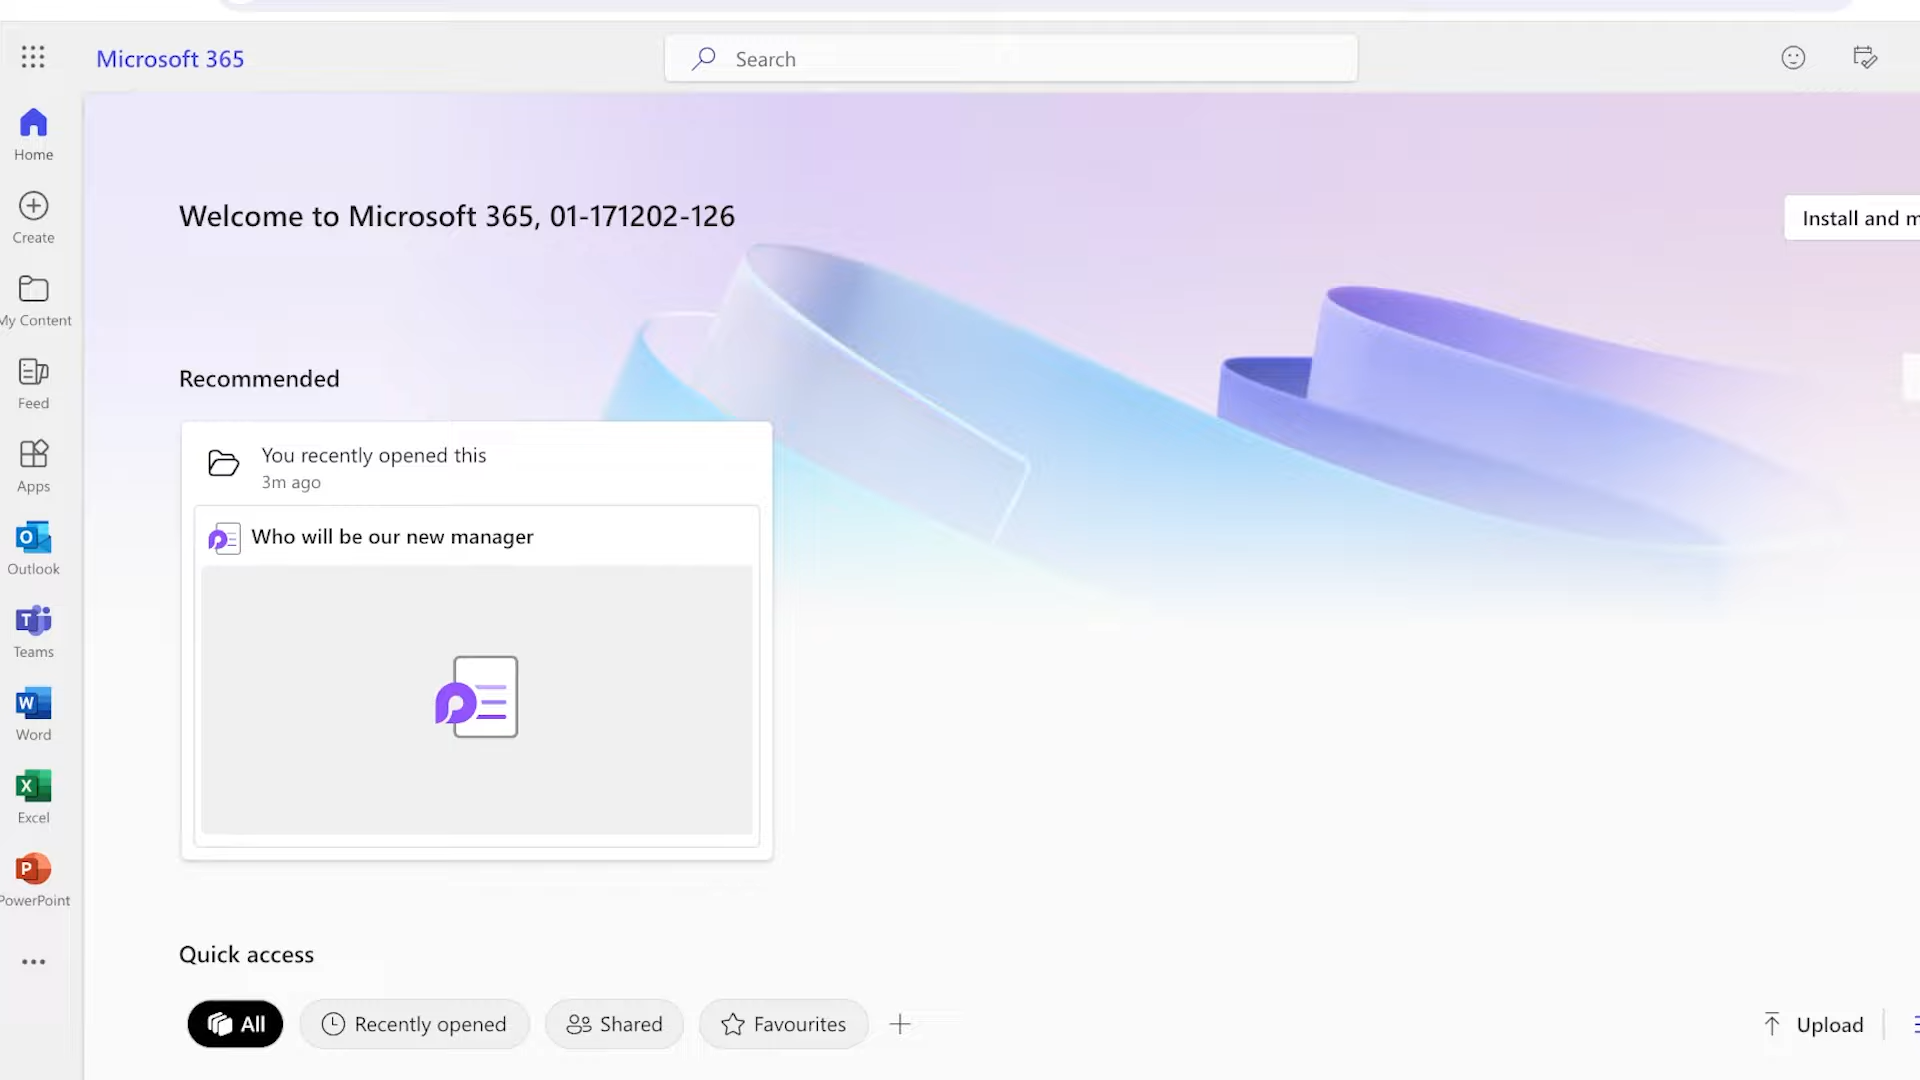 Microsoft 365
Search
Home
Create
My Content
Feed
Apps
Outlook
Teams
Word
Excel
PowerPoint
Welcome to Microsoft 365, 01-171202-126
Install and m
Recommended
You recently opened this
3m ago
Who will be our new manager
Quick access
All
Recently opened
Shared
Favourites
Upload